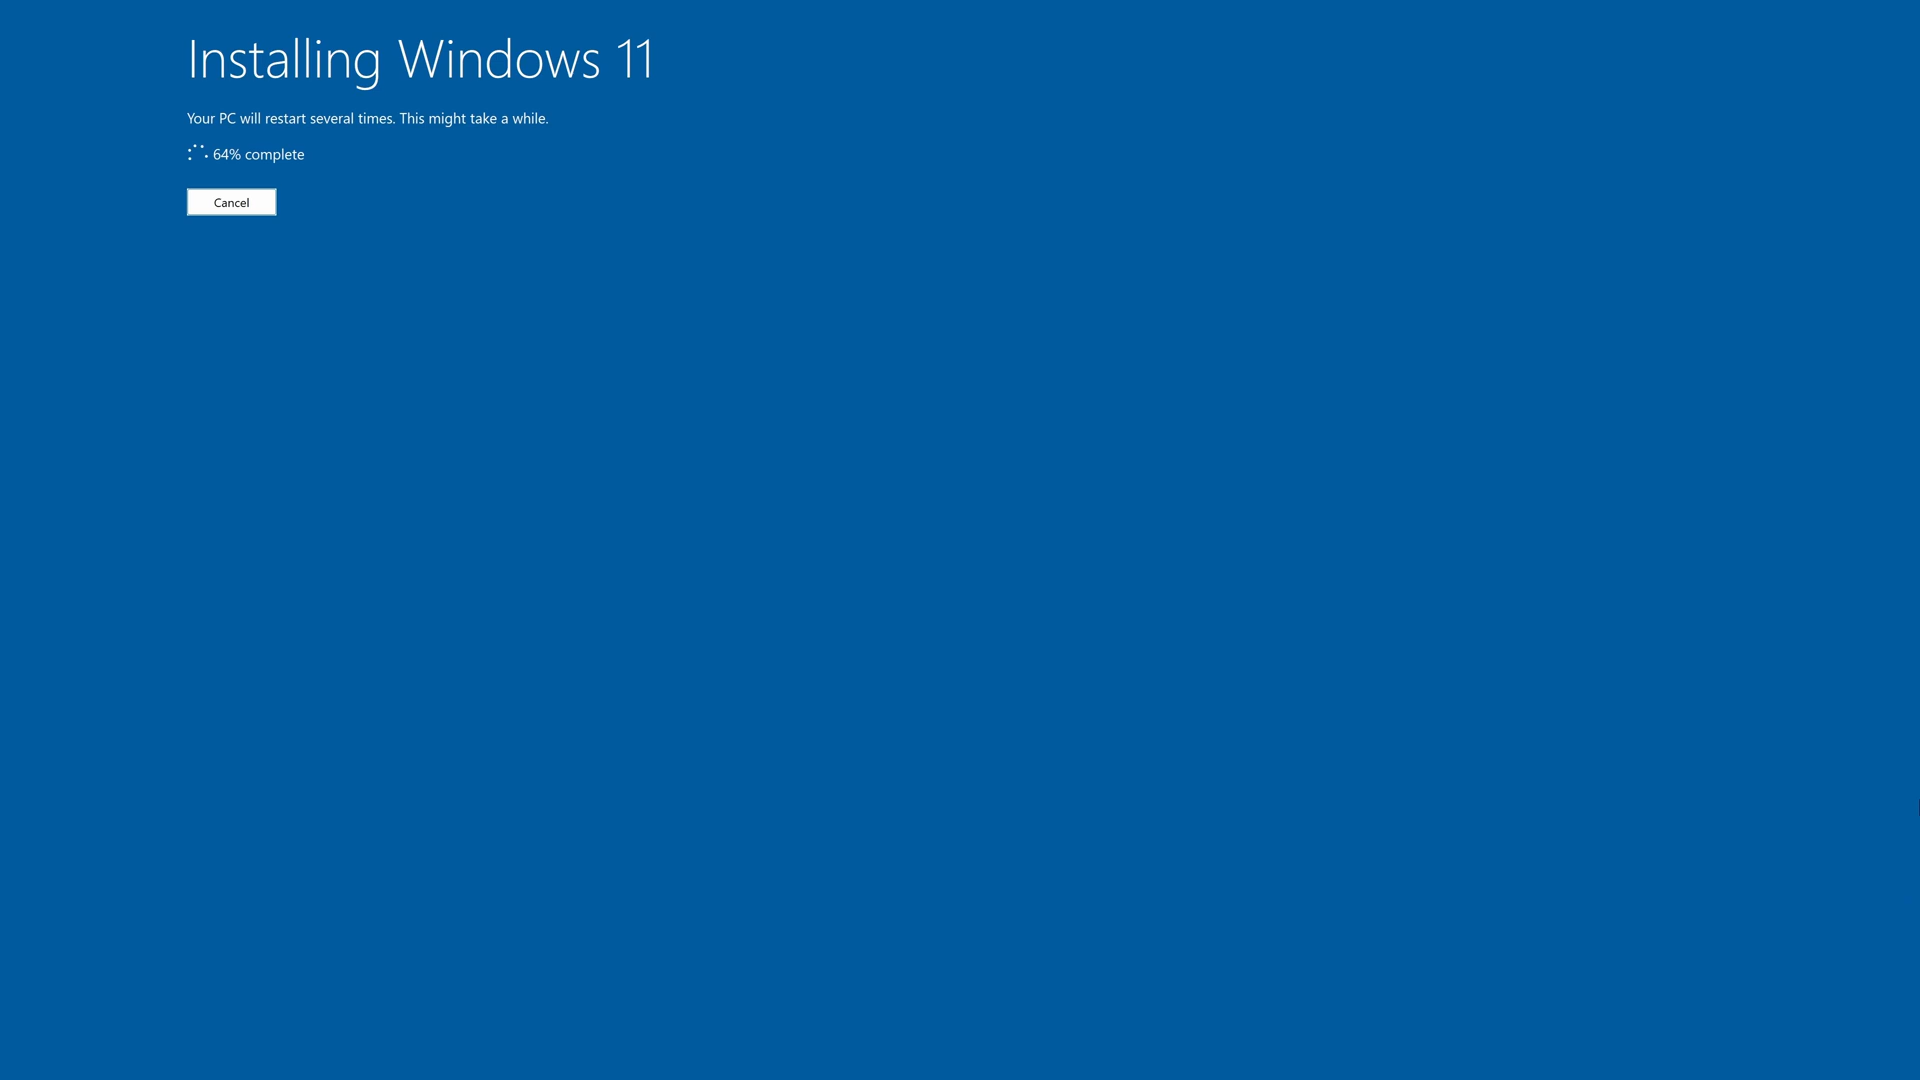 Installing Windows 11
Your PC will restart several times. This might take a while.
64% complete
Cancel